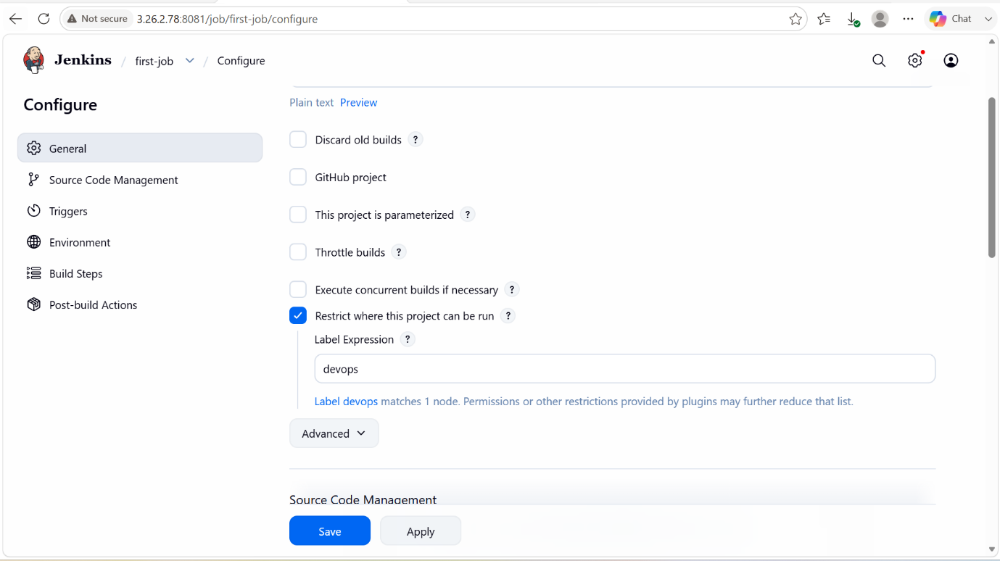 Not secure 3.26.2.78:8081/job/first-job/configure Chat
Jenkins / first-job / Configure
Configure
General
Source Code Management
Triggers
Environment
Build Steps
Post-build Actions
Plain text Preview
Discard old builds ?
GitHub project
This project is parameterized ?
Throttle builds ?
Execute concurrent builds if necessary ?
Restrict where this project can be run ?
Label Expression ?
devops
Label devops matches 1 node. Permissions or other restrictions provided by plugins may further reduce that list.
Advanced
Source Code Management
Save Apply